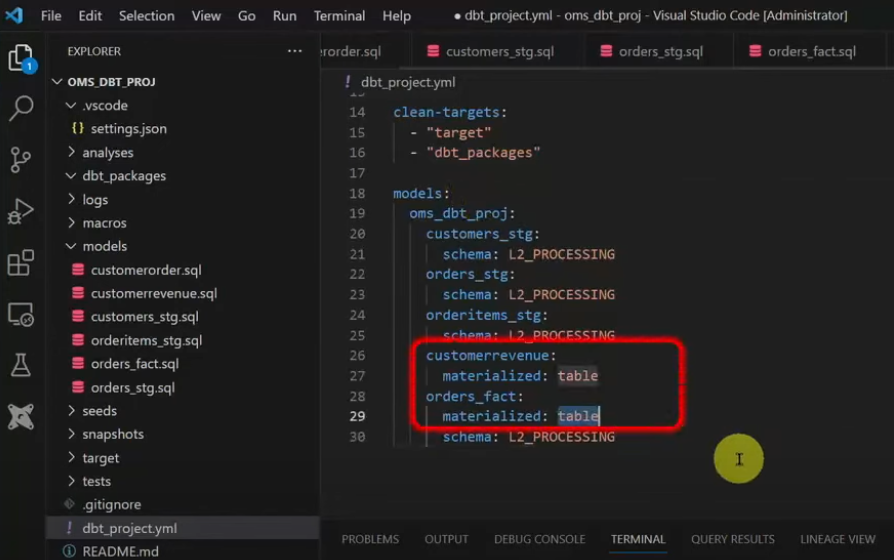 File Edit Selection View Go Run Terminal Help ● dbt_project.yml - oms_dbt_proj - Visual Studio Code [Administrator]
EXPLORER ···
rorder.sql customers_stg.sql orders_stg.sql orders_fact.sql
1
OMS_DBT_PROJ
.vscode
{} settings.json
analyses
dbt_packages
logs
macros
models
customerorder.sql
customerrevenue.sql
customers_stg.sql
orderitems_stg.sql
orders_fact.sql
orders_stg.sql
seeds
snapshots
target
tests
.gitignore
! dbt_project.yml
README.md
! dbt_project.yml
14 clean-targets:
15 - "target"
16 - "dbt_packages"
17
18 models:
19 oms_dbt_proj:
20 customers_stg:
21 schema: L2_PROCESSING
22 orders_stg:
23 schema: L2_PROCESSING
24 orderitems_stg:
25 schema: L2_PROCESSING
26 customerrevenue:
27 materialized: table
28 orders_fact:
29 materialized: table
30 schema: L2_PROCESSING
PROBLEMS OUTPUT DEBUG CONSOLE TERMINAL QUERY RESULTS LINEAGE VIEW